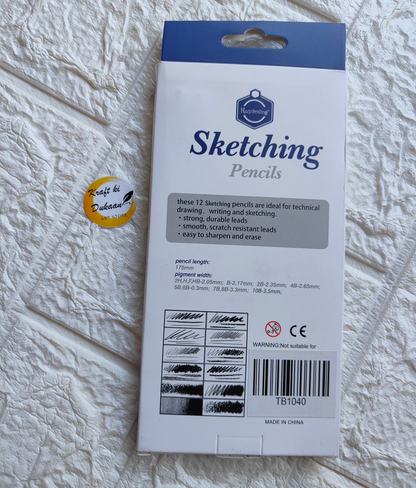 Keep Smiling
Sketching
Pencils
these 12 Sketching pencils are ideal for technical
drawing, writing and sketching.
· strong, durable leads
· smooth, scratch resistant leads
· easy to sharpen and erase
pencil length:
175mm
pigment width:
2H,H,F,HB-2.05mm; B-2.17mm; 2B-2.35mm; 4B-2.65mm;
5B,6B-0.3mm; 7B,8B-3.3mm; 10B-3.5mm.
CE
WARNING:Not suitable for
TB1040
MADE IN CHINA
Kraft ki
Dukaan